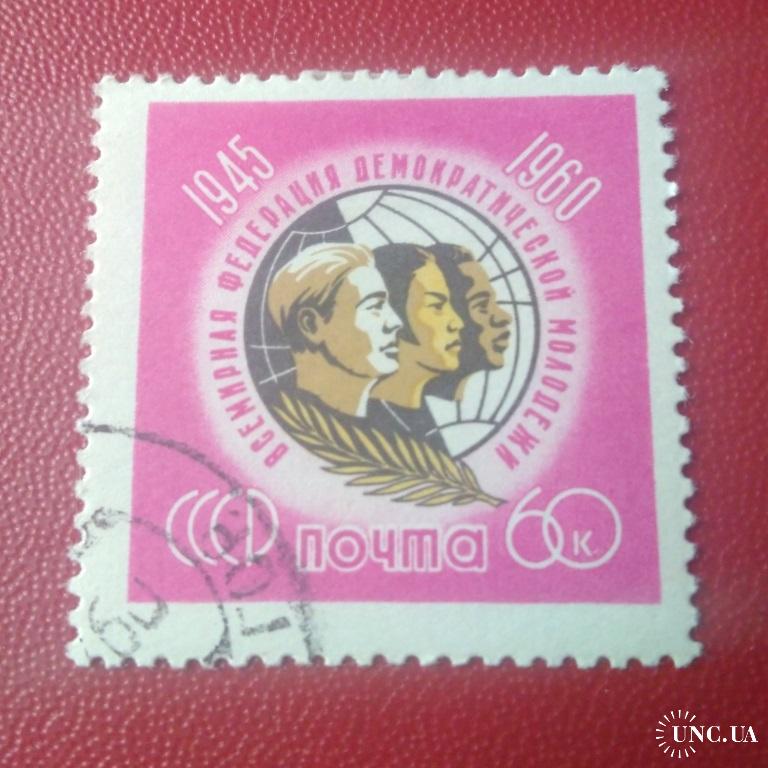 1945 1960
ВСЕМИРНАЯ ФЕДЕРАЦИЯ ДЕМОКРАТИЧЕСКОЙ МОЛОДЕЖИ
СССР ПОЧТА 60 К.
UNC.UA